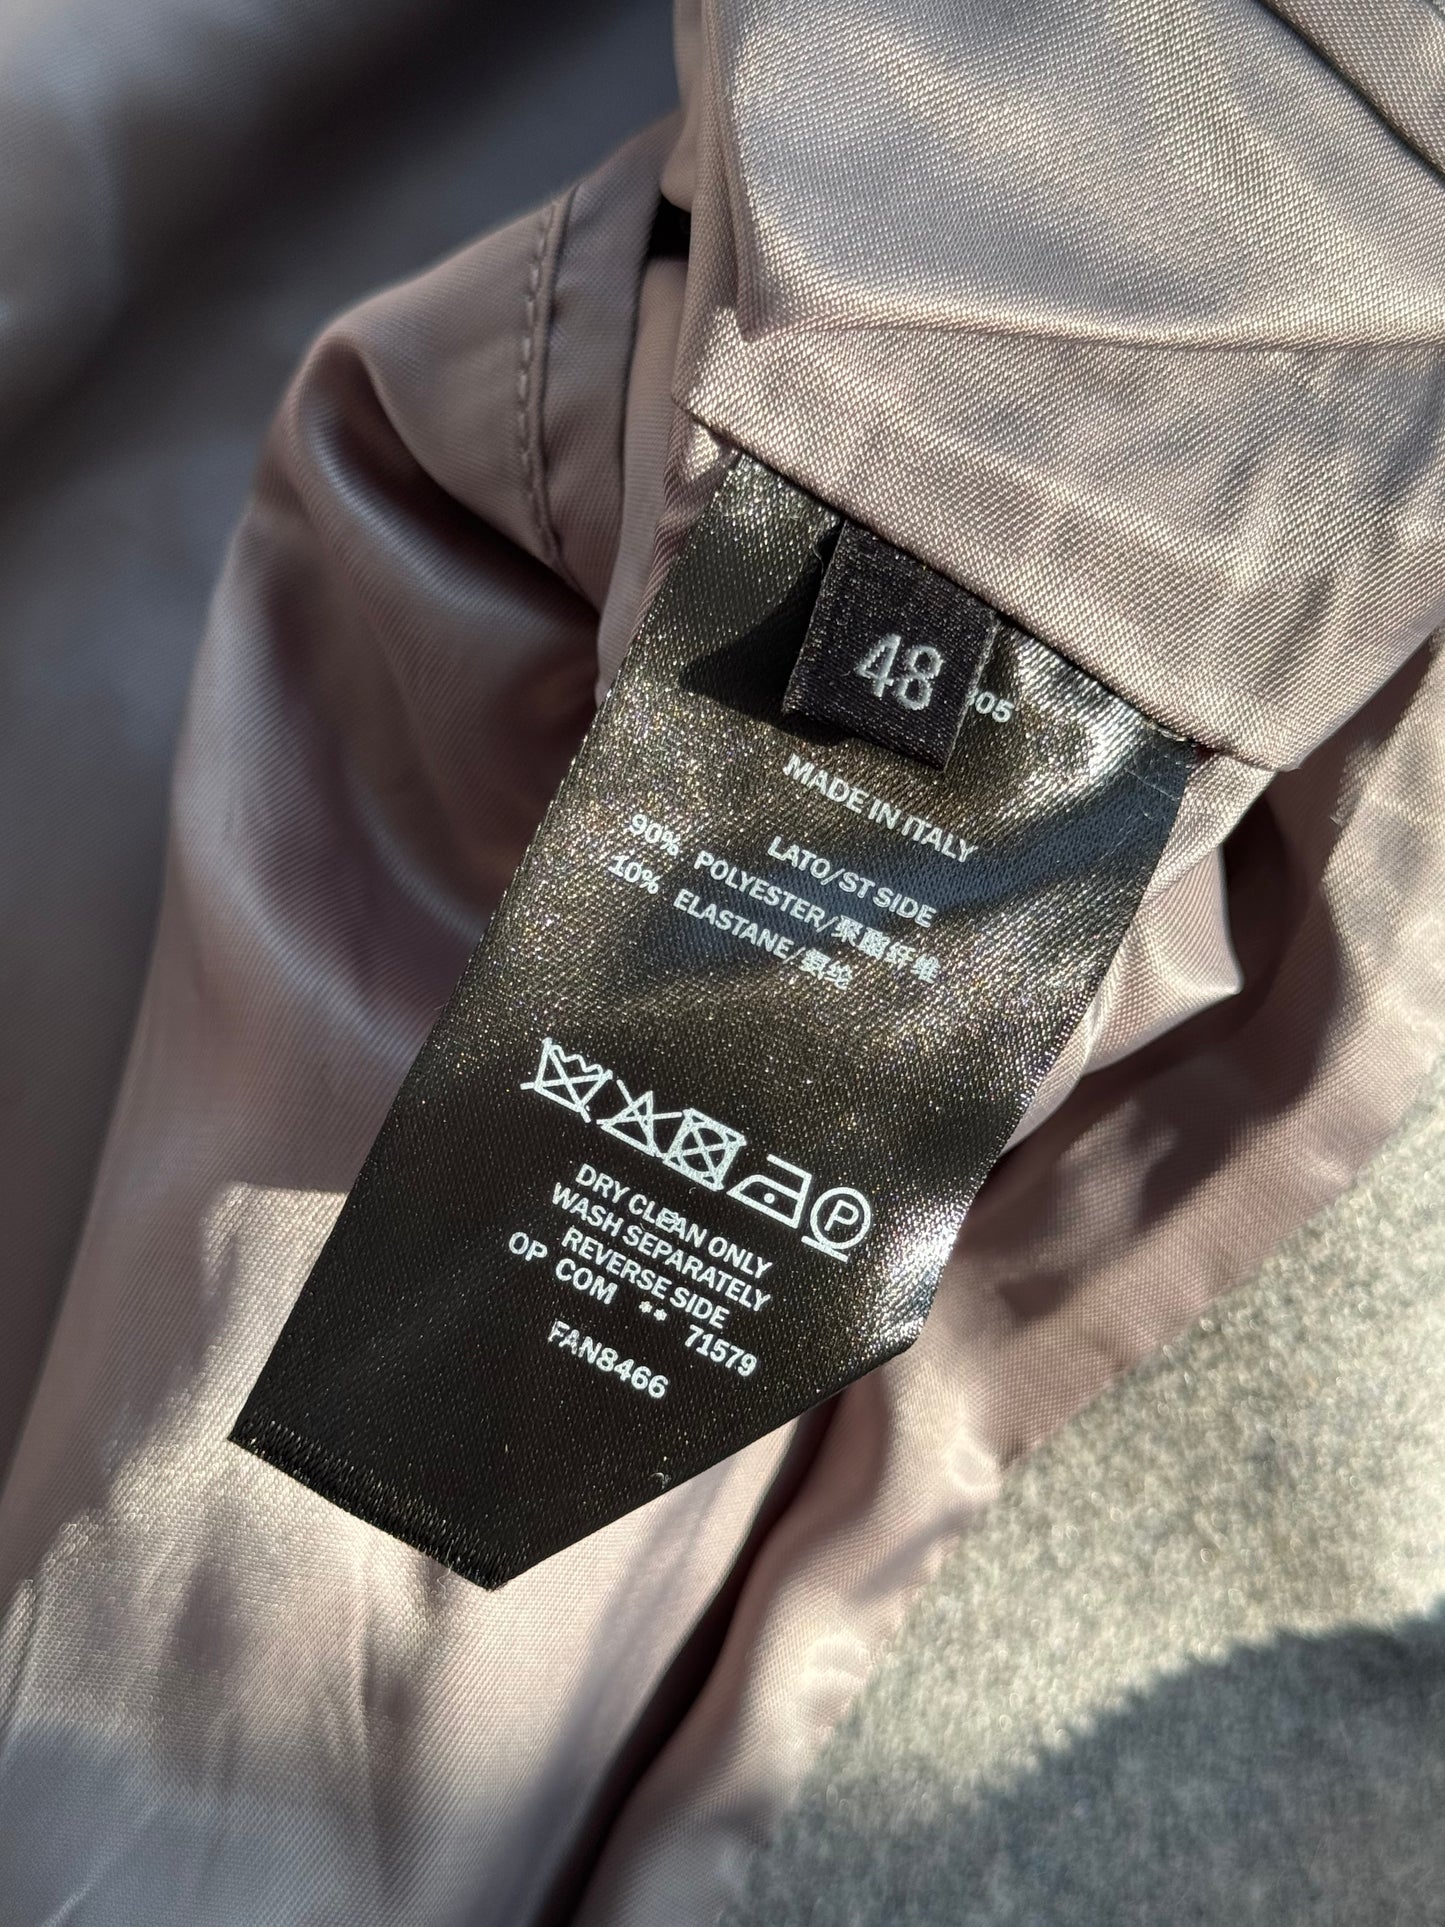 48
005
MADE IN ITALY
LATO/ST SIDE
90% POLYESTER/聚酯纤维
10% ELASTANE/氨纶
P
DRY CLEAN ONLY
WASH SEPARATELY
REVERSE SIDE
OP COM ** 71579
FAN8466